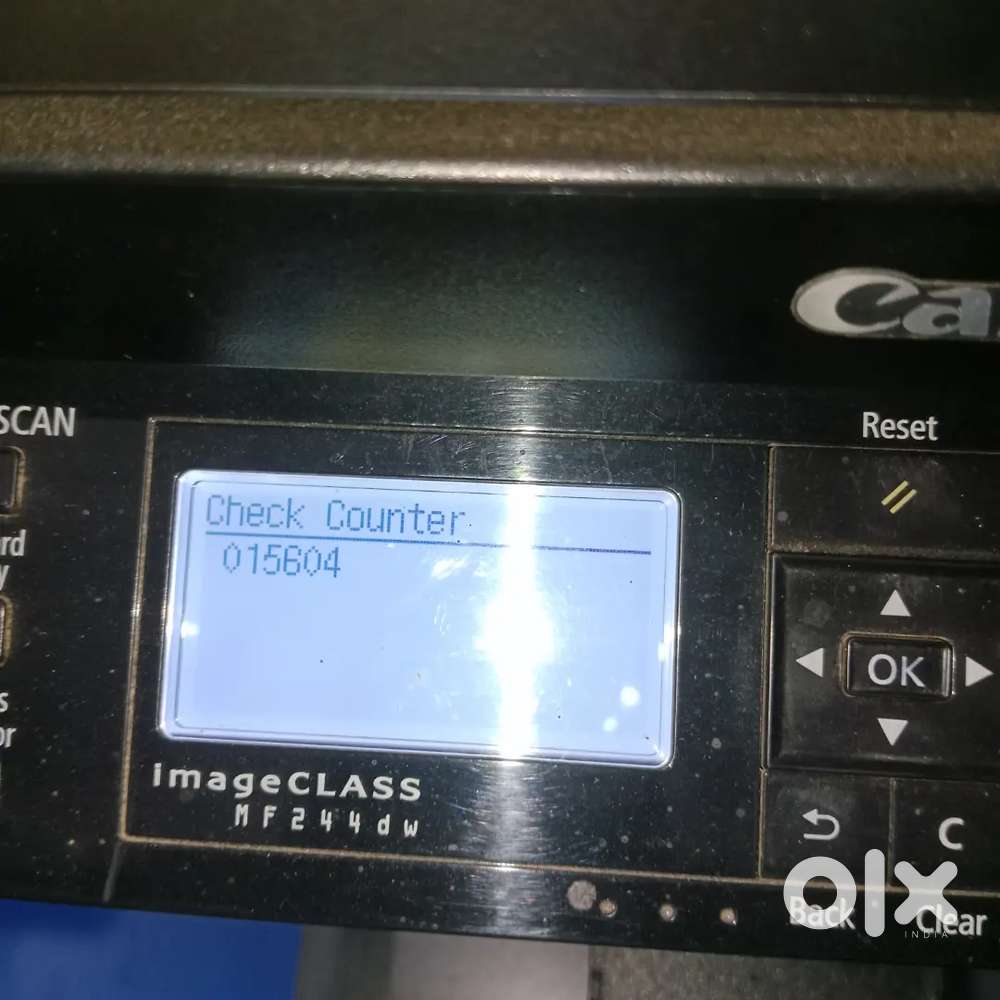 SCAN
Reset
Check Counter
015604
OK
imageCLASS
MF244dw
C
Back
Clear
olx
INDIA